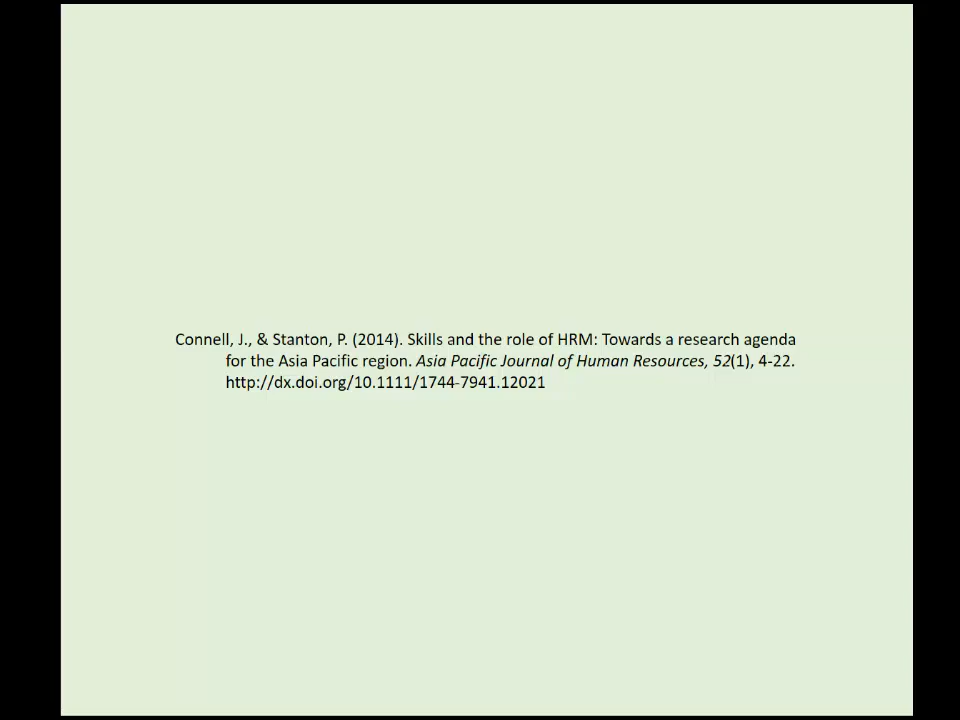 Connell, J., & Stanton, P. (2014). Skills and the role of HRM: Towards a research agenda
for the Asia Pacific region. Asia Pacific Journal of Human Resources, 52(1), 4-22.
http://dx.doi.org/10.1111/1744-7941.12021